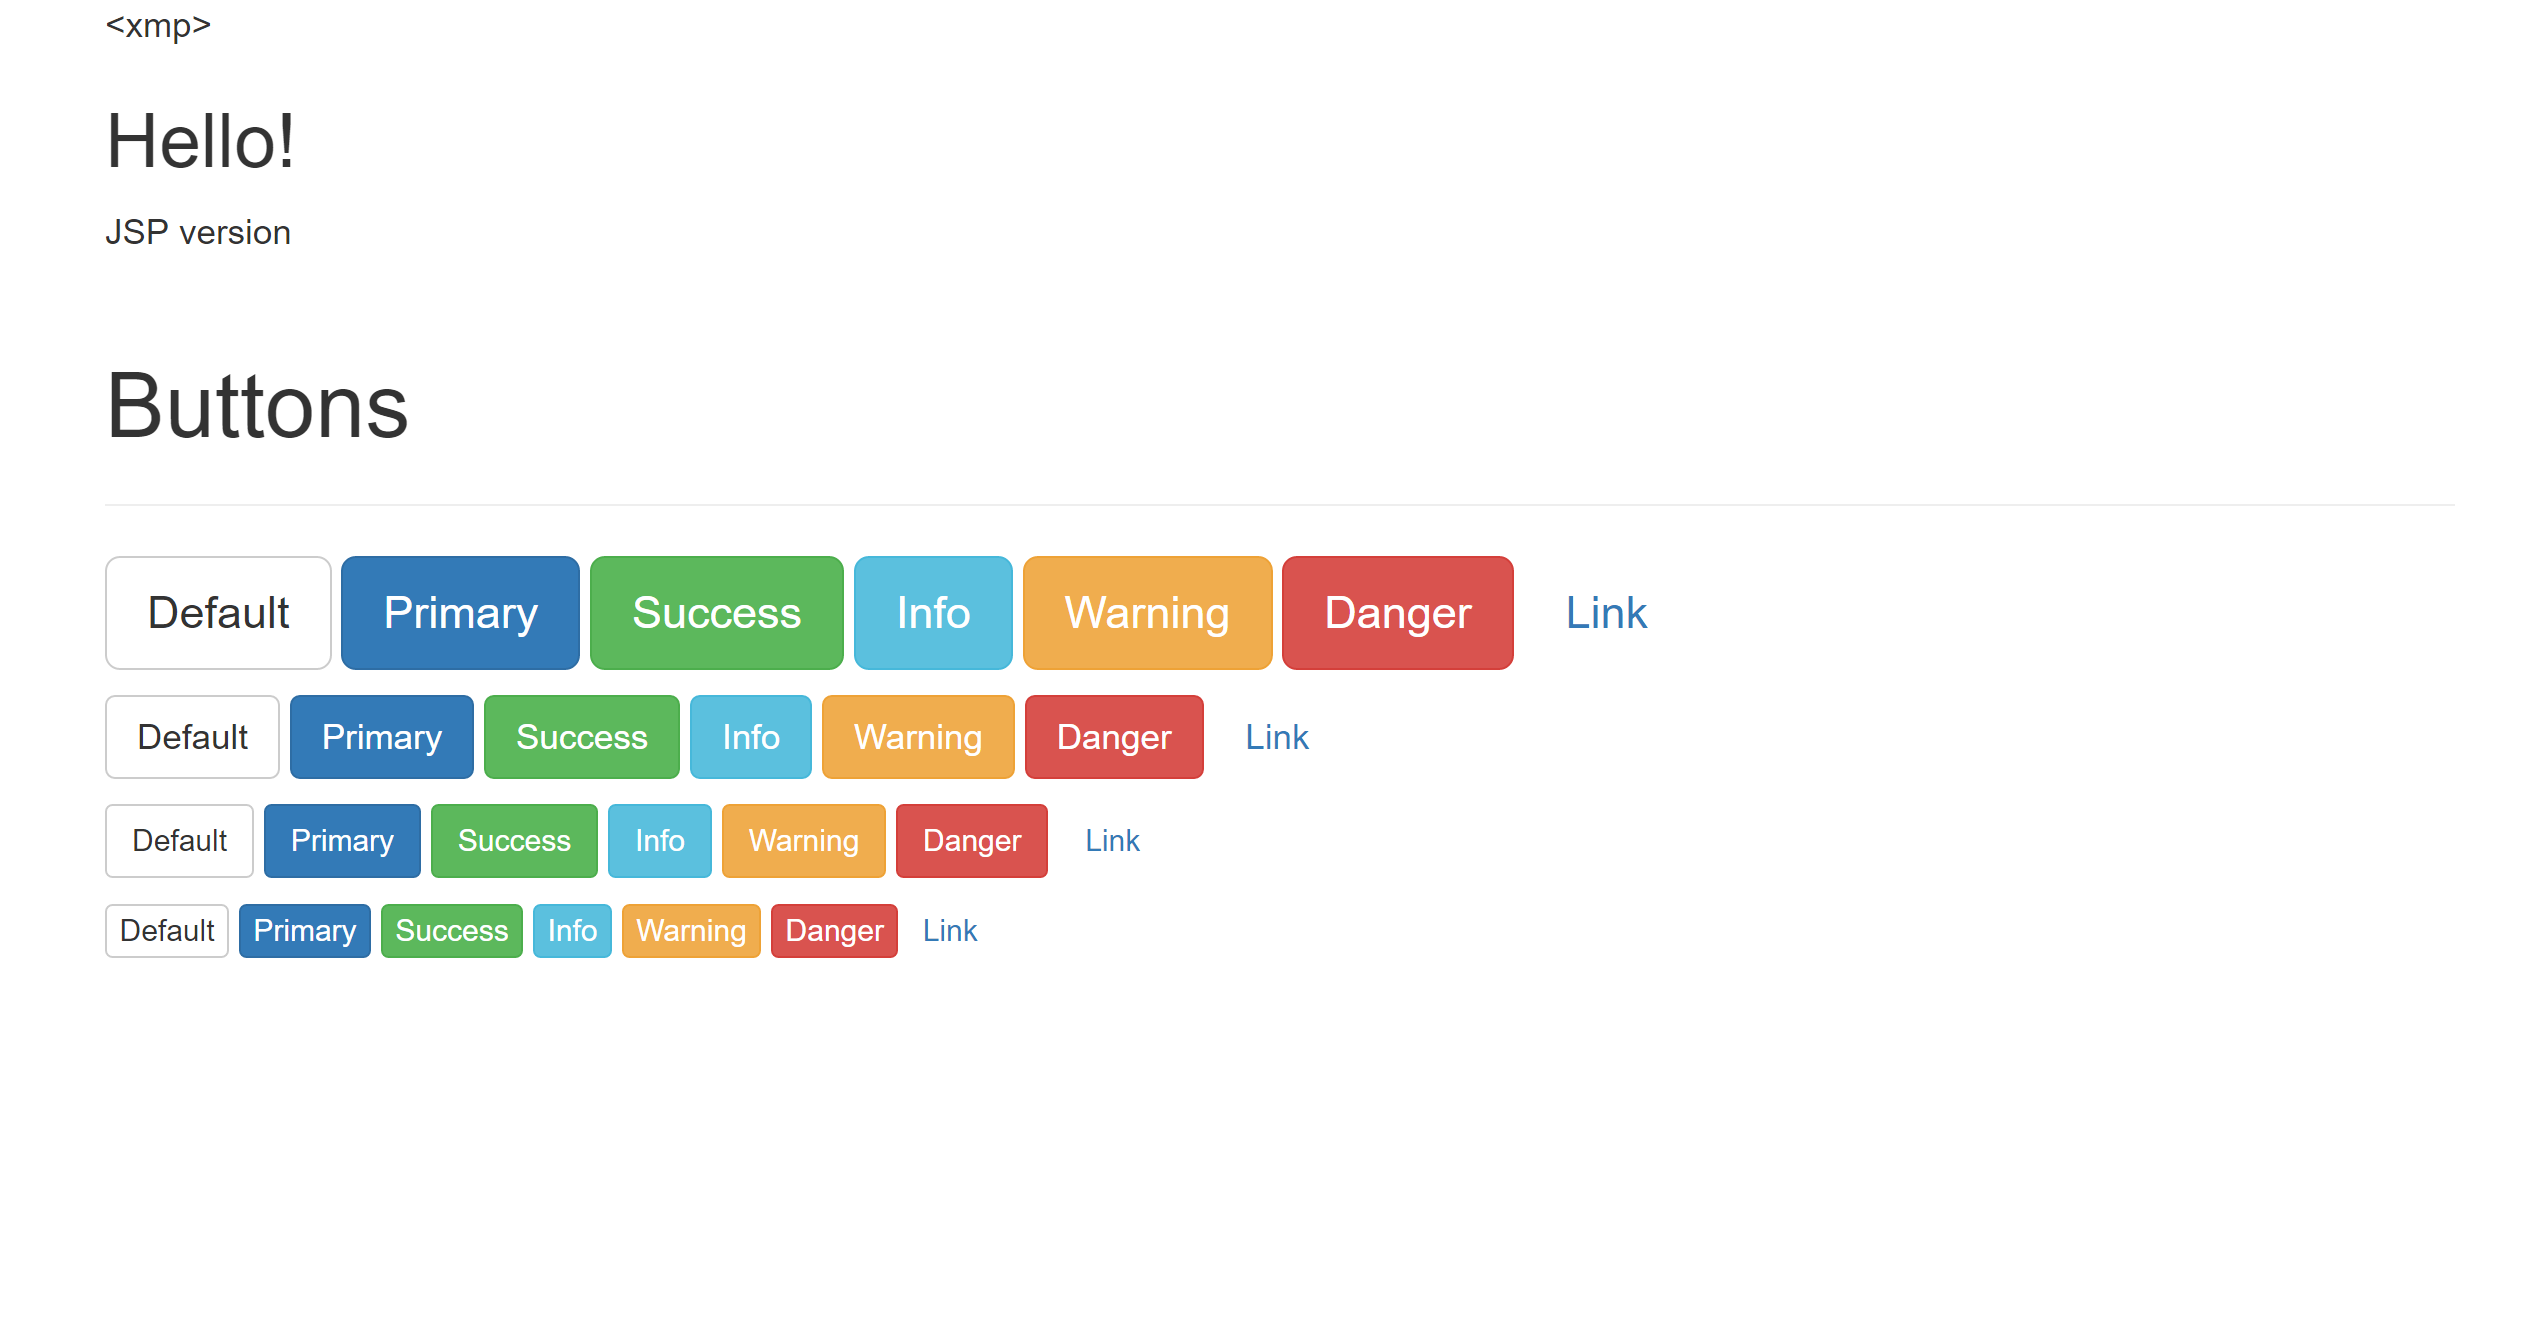 <xmp>
Hello!
JSP version
Buttons
Default Primary Success Info Warning Danger Link
Default Primary Success Info Warning Danger Link
Default Primary Success Info Warning Danger Link
Default Primary Success Info Warning Danger Link